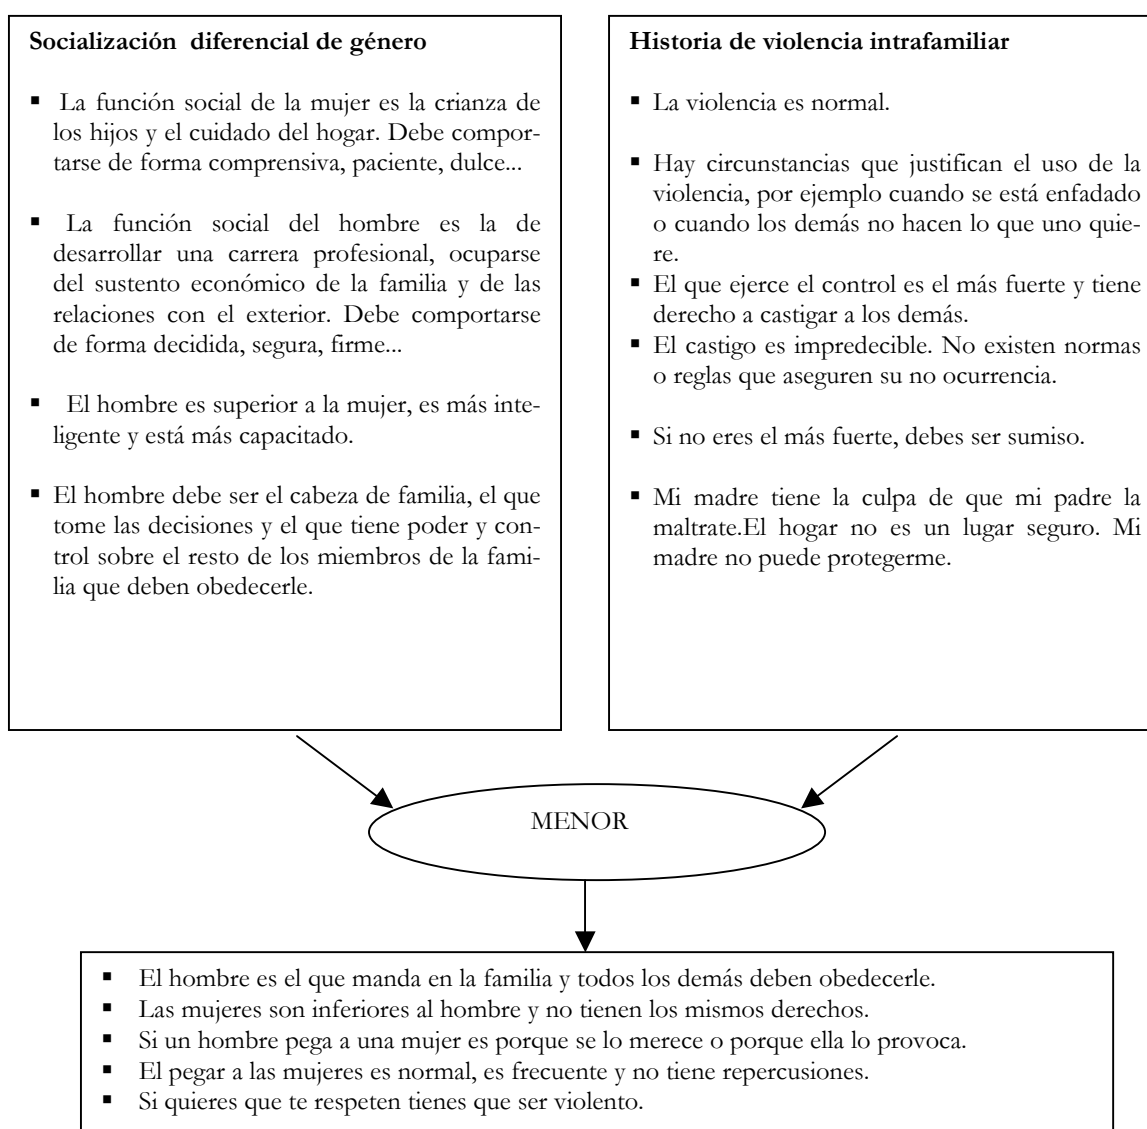 Socialización diferencial de género
▪ La función social de la mujer es la crianza de
los hijos y el cuidado del hogar. Debe compor-
tarse de forma comprensiva, paciente, dulce...
▪ La función social del hombre es la de
desarrollar una carrera profesional, ocuparse
del sustento económico de la familia y de las
relaciones con el exterior. Debe comportarse
de forma decidida, segura, firme...
▪ El hombre es superior a la mujer, es más inte-
ligente y está más capacitado.
▪ El hombre debe ser el cabeza de familia, el que
tome las decisiones y el que tiene poder y con-
trol sobre el resto de los miembros de la fami-
lia que deben obedecerle.
Historia de violencia intrafamiliar
▪ La violencia es normal.
▪ Hay circunstancias que justifican el uso de la
violencia, por ejemplo cuando se está enfadado
o cuando los demás no hacen lo que uno quie-
re.
▪ El que ejerce el control es el más fuerte y tiene
derecho a castigar a los demás.
▪ El castigo es impredecible. No existen normas
o reglas que aseguren su no ocurrencia.
▪ Si no eres el más fuerte, debes ser sumiso.
▪ Mi madre tiene la culpa de que mi padre la
maltrate.El hogar no es un lugar seguro. Mi
madre no puede protegerme.
MENOR
▪ El hombre es el que manda en la familia y todos los demás deben obedecerle.
▪ Las mujeres son inferiores al hombre y no tienen los mismos derechos.
▪ Si un hombre pega a una mujer es porque se lo merece o porque ella lo provoca.
▪ El pegar a las mujeres es normal, es frecuente y no tiene repercusiones.
▪ Si quieres que te respeten tienes que ser violento.